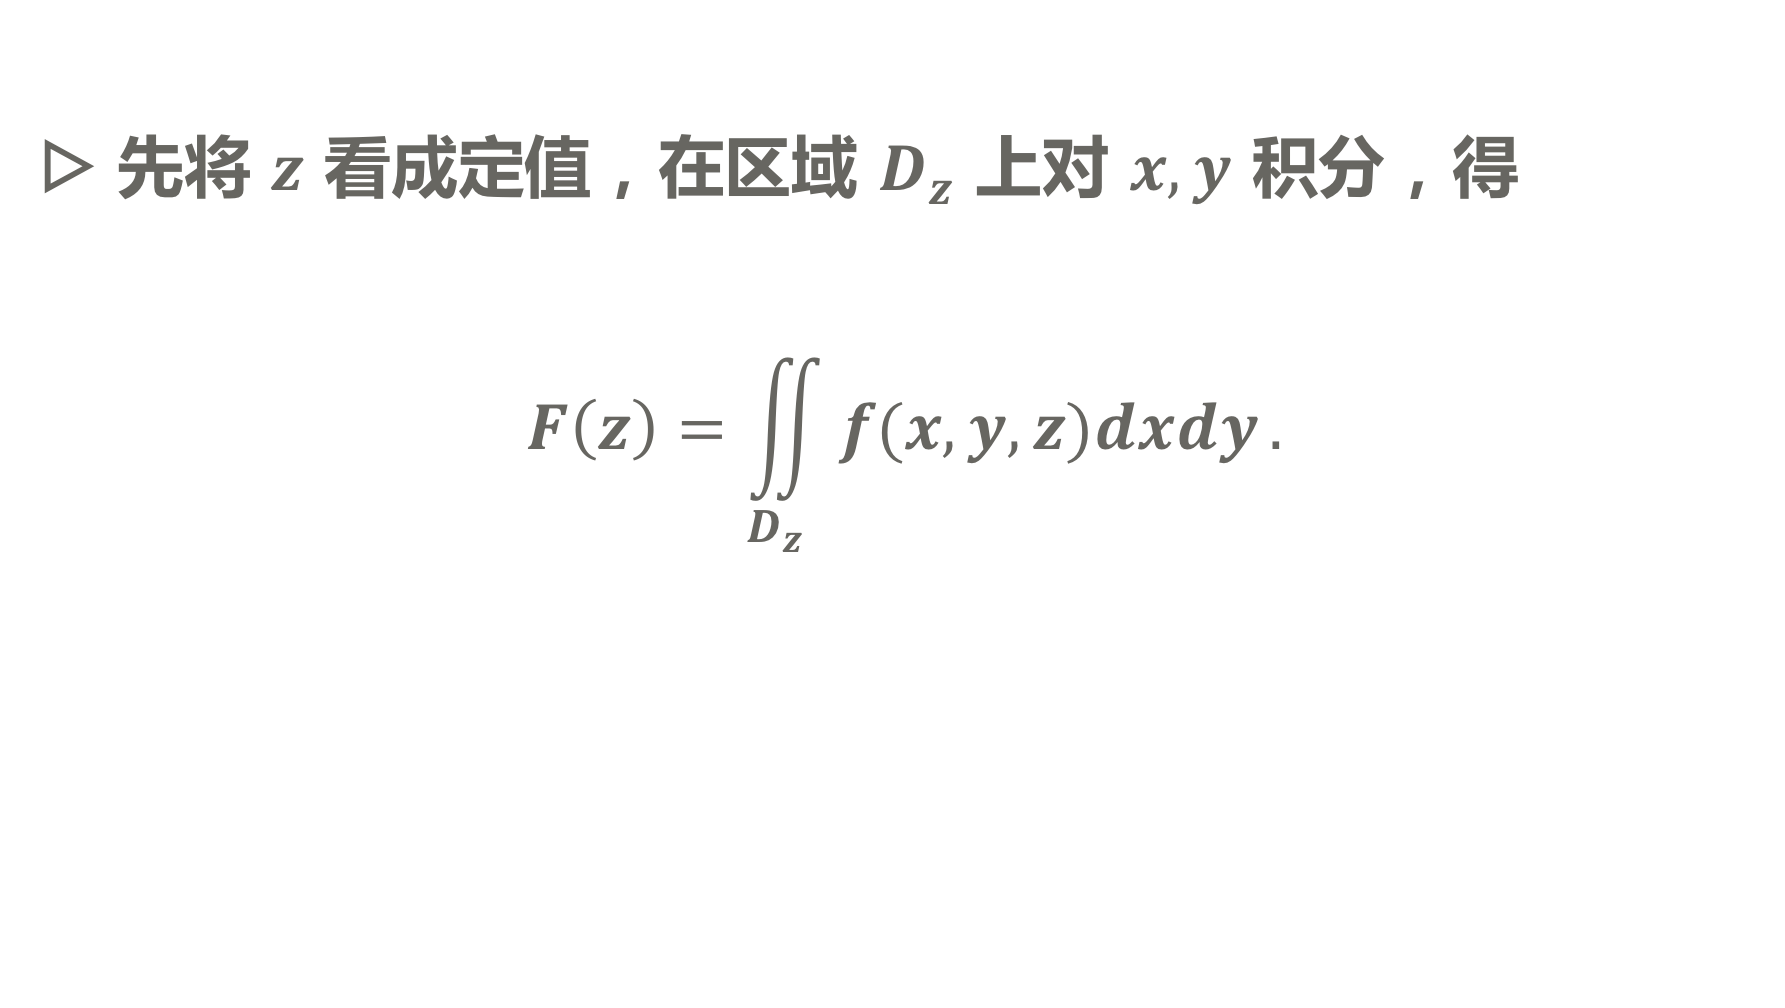 ▷ 先将 z 看成定值，在区域 D_z 上对 x, y 积分，得
F(z) = ∬_{D_z} f(x, y, z)dxdy .